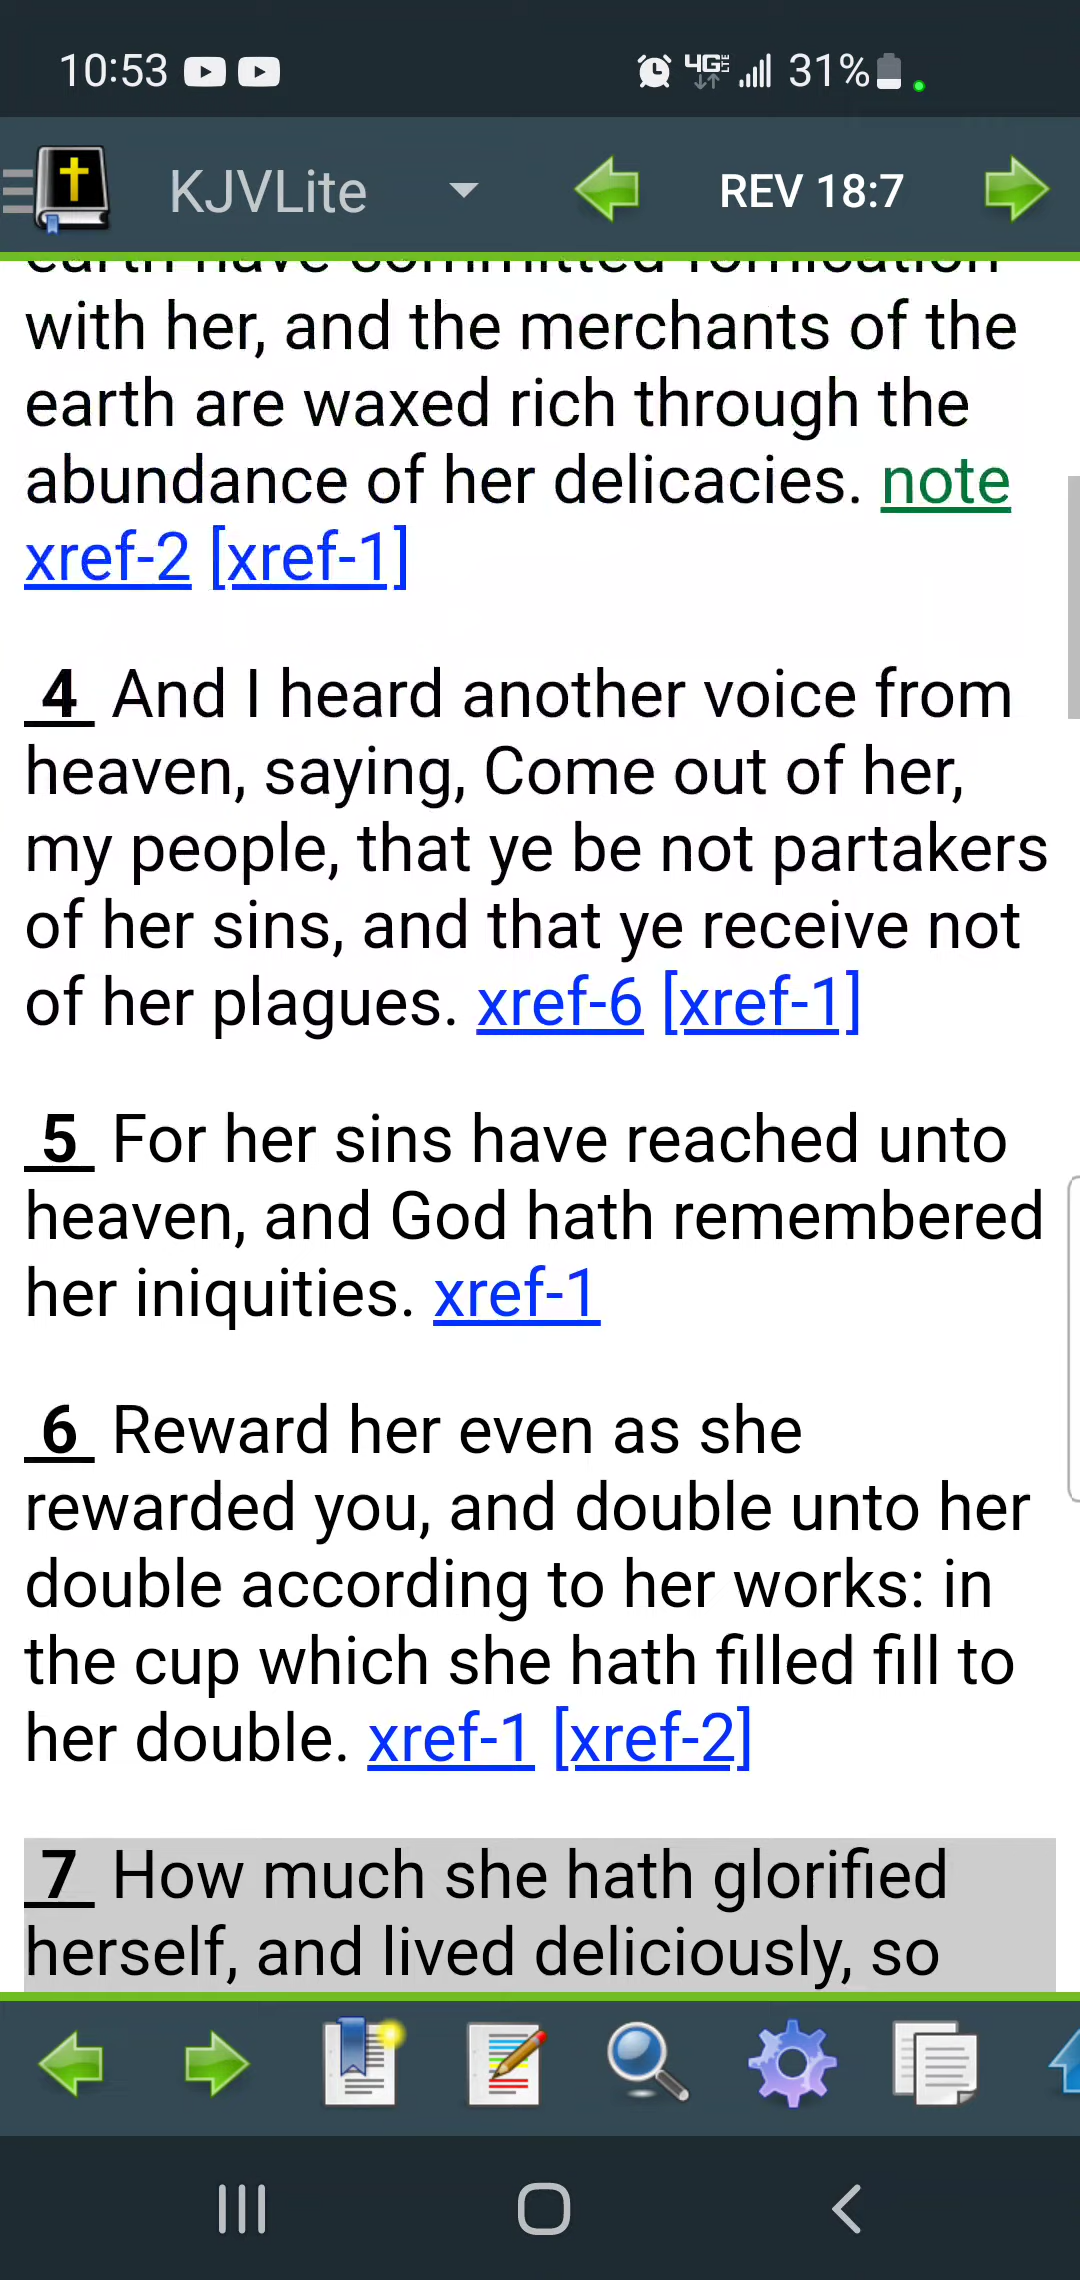 10:53 4G LTE 31%
KJVLite REV 18:7
earth have committed fornication
with her, and the merchants of the
earth are waxed rich through the
abundance of her delicacies. note
xref-2 [xref-1]
4 And I heard another voice from
heaven, saying, Come out of her,
my people, that ye be not partakers
of her sins, and that ye receive not
of her plagues. xref-6 [xref-1]
5 For her sins have reached unto
heaven, and God hath remembered
her iniquities. xref-1
6 Reward her even as she
rewarded you, and double unto her
double according to her works: in
the cup which she hath filled fill to
her double. xref-1 [xref-2]
7 How much she hath glorified
herself, and lived deliciously, so